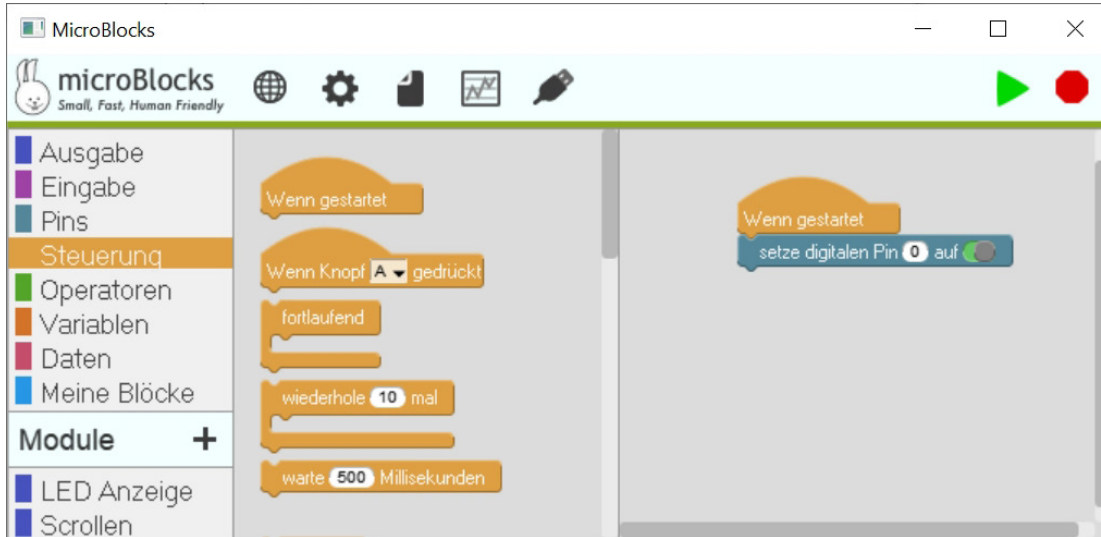 MicroBlocks
microBlocks
Small, Fast, Human Friendly
Ausgabe
Eingabe
Pins
Steuerung
Operatoren
Variablen
Daten
Meine Blöcke
Module +
LED Anzeige
Scrollen
Wenn gestartet
Wenn Knopf A gedrückt
fortlaufend
wiederhole 10 mal
warte 500 Millisekunden
Wenn gestartet
setze digitalen Pin 0 auf